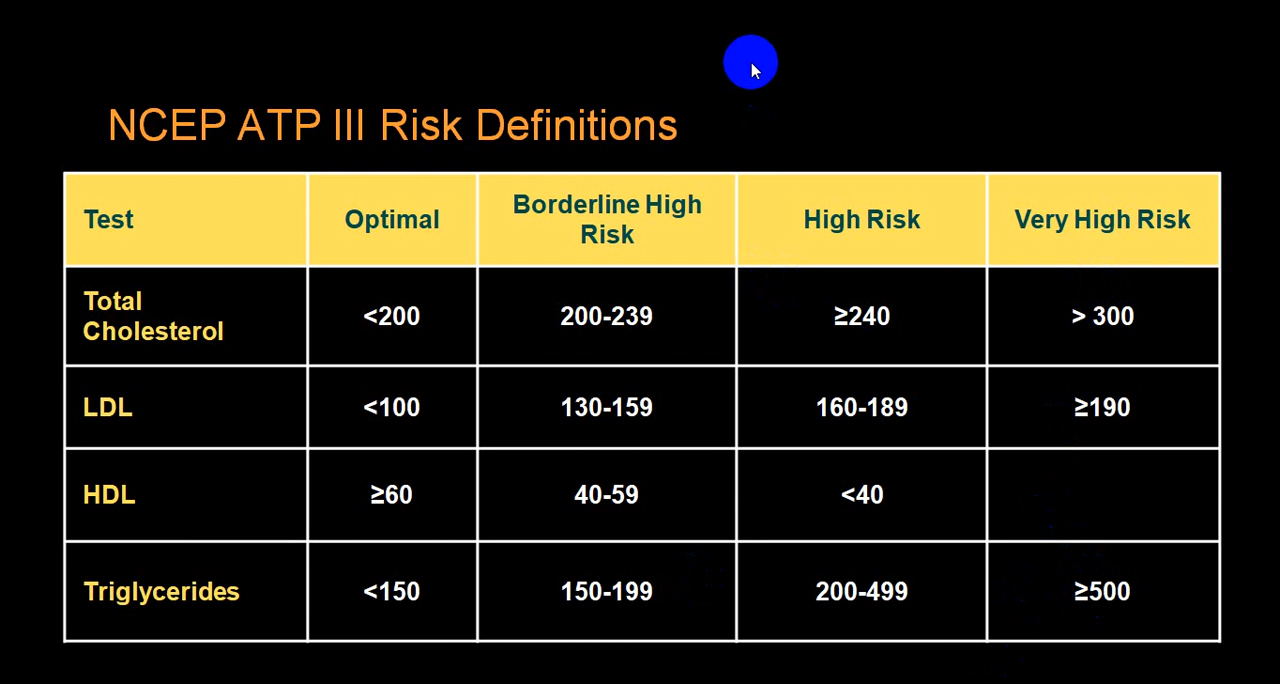 NCEP ATP III Risk Definitions
Test Optimal Borderline High Risk High Risk Very High Risk
Total Cholesterol <200 200-239 ≥240 > 300
LDL <100 130-159 160-189 ≥190
HDL ≥60 40-59 <40
Triglycerides <150 150-199 200-499 ≥500